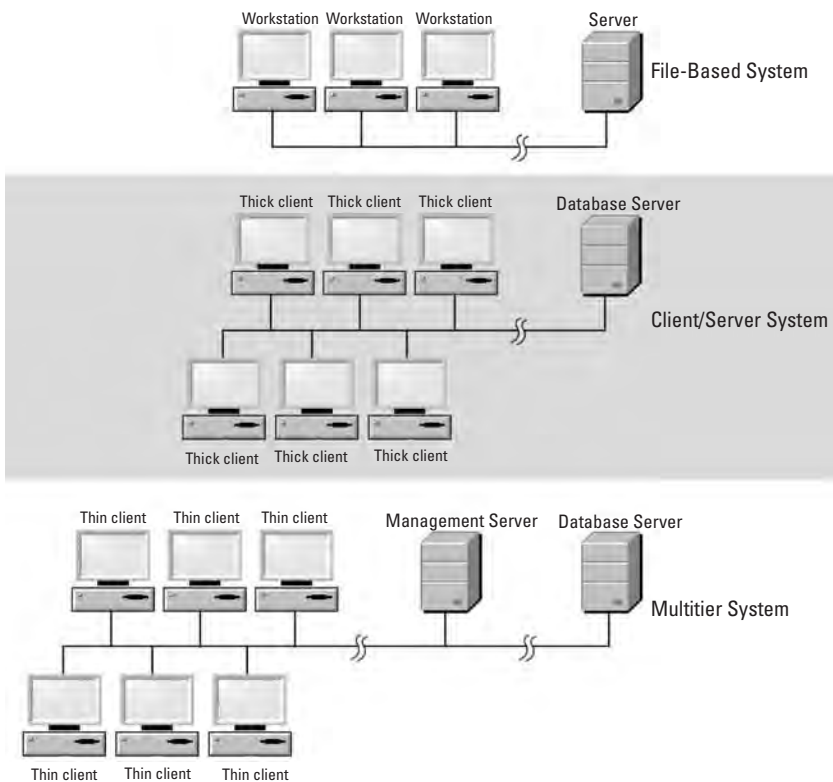 Workstation Workstation Workstation Server
File-Based System
Thick client Thick client Thick client Database Server
Client/Server System
Thick client Thick client Thick client
Thin client Thin client Thin client Management Server Database Server
Multitier System
Thin client Thin client Thin client